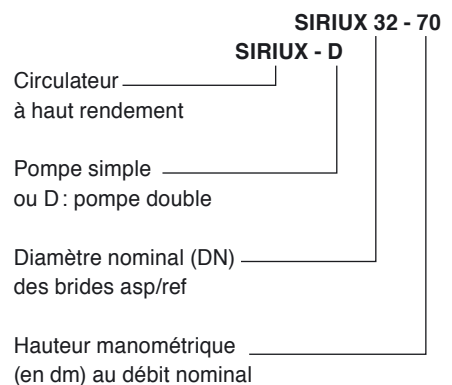 SIRIUX 32 - 70
SIRIUX - D
Circulateur
à haut rendement
Pompe simple
ou D : pompe double
Diamètre nominal (DN)
des brides asp/ref
Hauteur manométrique
(en dm) au débit nominal